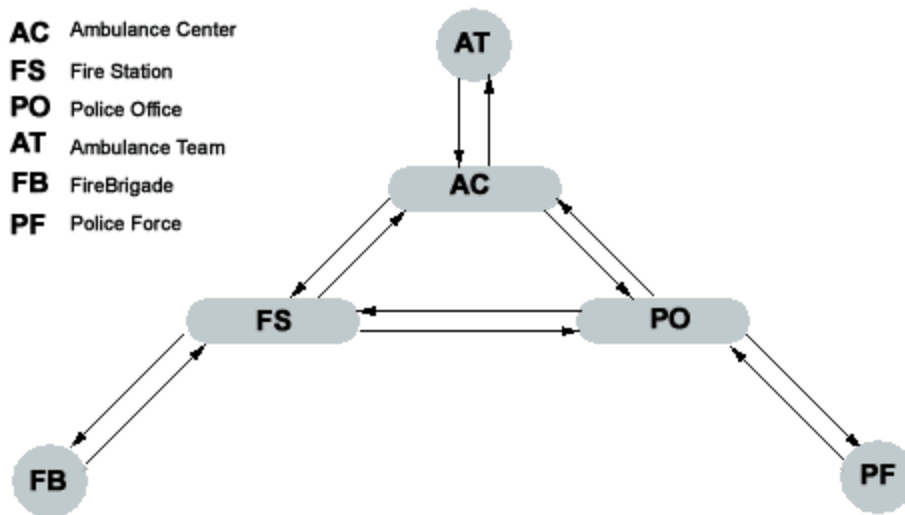 AC Ambulance Center
FS Fire Station
PO Police Office
AT Ambulance Team
FB FireBrigade
PF Police Force
AT
AC
FS
PO
FB
PF